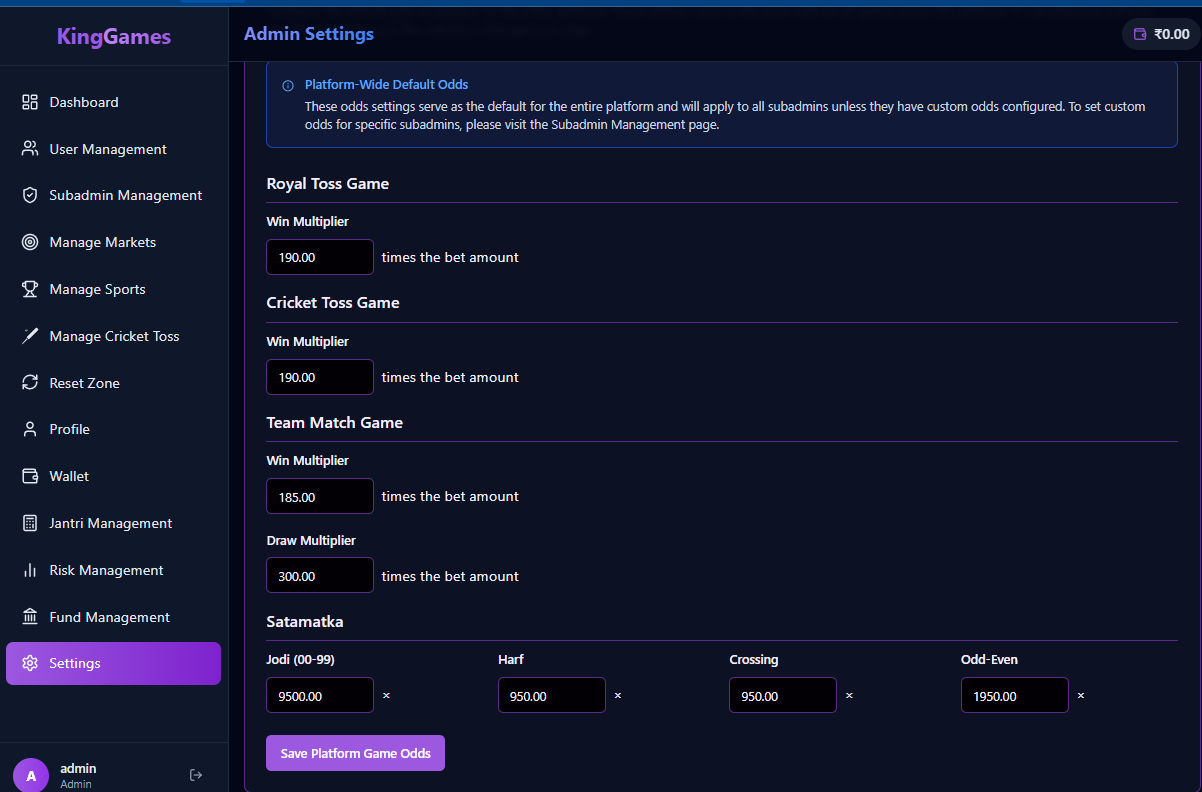 KingGames
Admin Settings
₹0.00
Dashboard
User Management
Subadmin Management
Manage Markets
Manage Sports
Manage Cricket Toss
Reset Zone
Profile
Wallet
Jantri Management
Risk Management
Fund Management
Settings
A
admin
Admin
Platform-Wide Default Odds
These odds settings serve as the default for the entire platform and will apply to all subadmins unless they have custom odds configured. To set custom
odds for specific subadmins, please visit the Subadmin Management page.
Royal Toss Game
Win Multiplier
190.00 times the bet amount
Cricket Toss Game
Win Multiplier
190.00 times the bet amount
Team Match Game
Win Multiplier
185.00 times the bet amount
Draw Multiplier
300.00 times the bet amount
Satamatka
Jodi (00-99) Harf Crossing Odd-Even
9500.00 × 950.00 × 950.00 × 1950.00 ×
Save Platform Game Odds